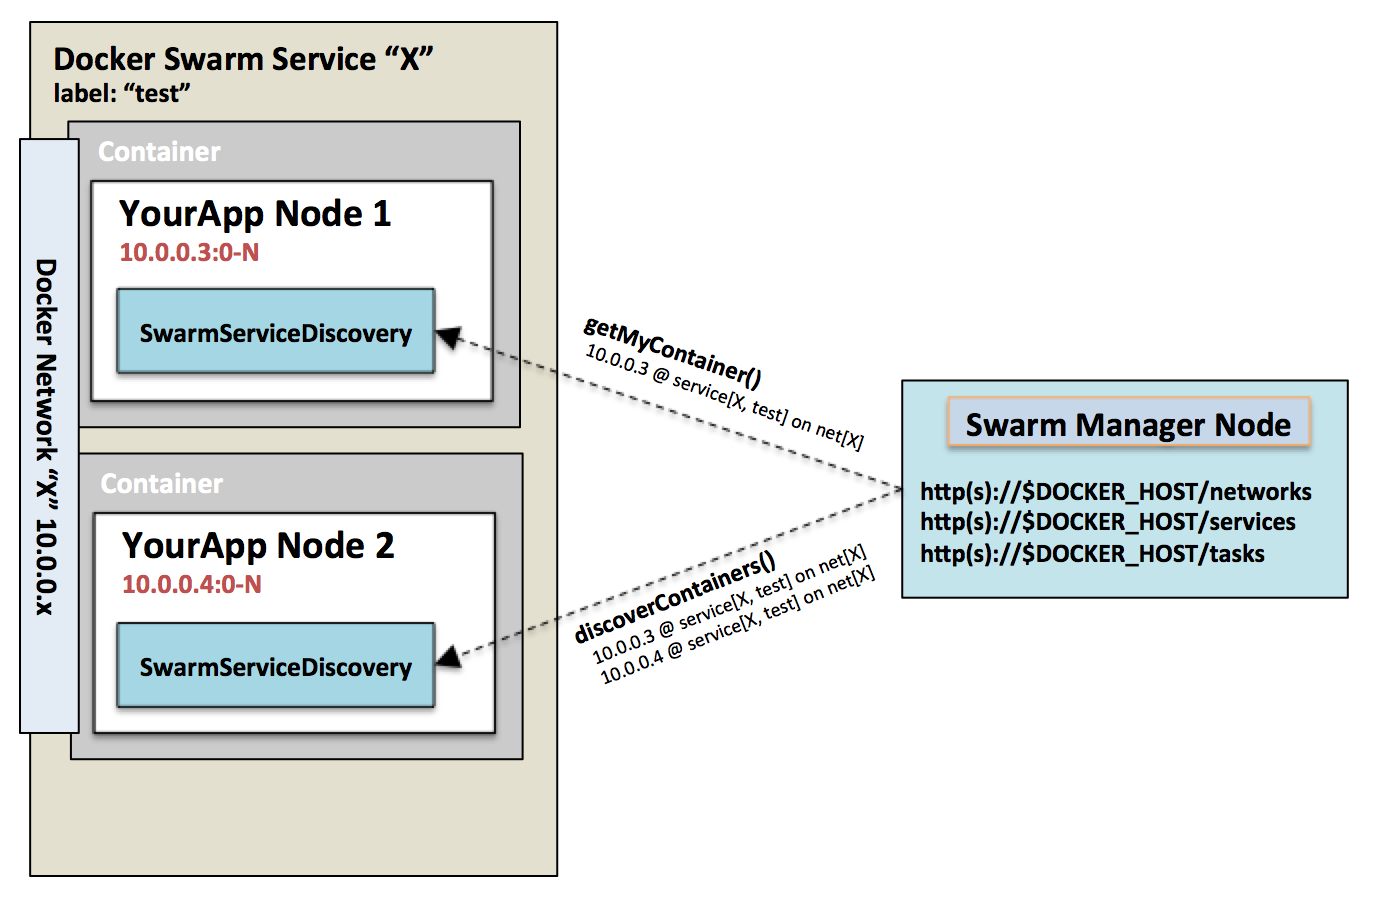 Docker Swarm Service “X”
label: “test”
Container
YourApp Node 1
10.0.0.3:0-N
SwarmServiceDiscovery
Docker Network “X” 10.0.0.x
Container
YourApp Node 2
10.0.0.4:0-N
SwarmServiceDiscovery
getMyContainer()
10.0.0.3 @ service[X, test] on net[X]
discoverContainers()
10.0.0.3 @ service[X, test] on net[X]
10.0.0.4 @ service[X, test] on net[X]
Swarm Manager Node
http(s)://$DOCKER_HOST/networks
http(s)://$DOCKER_HOST/services
http(s)://$DOCKER_HOST/tasks